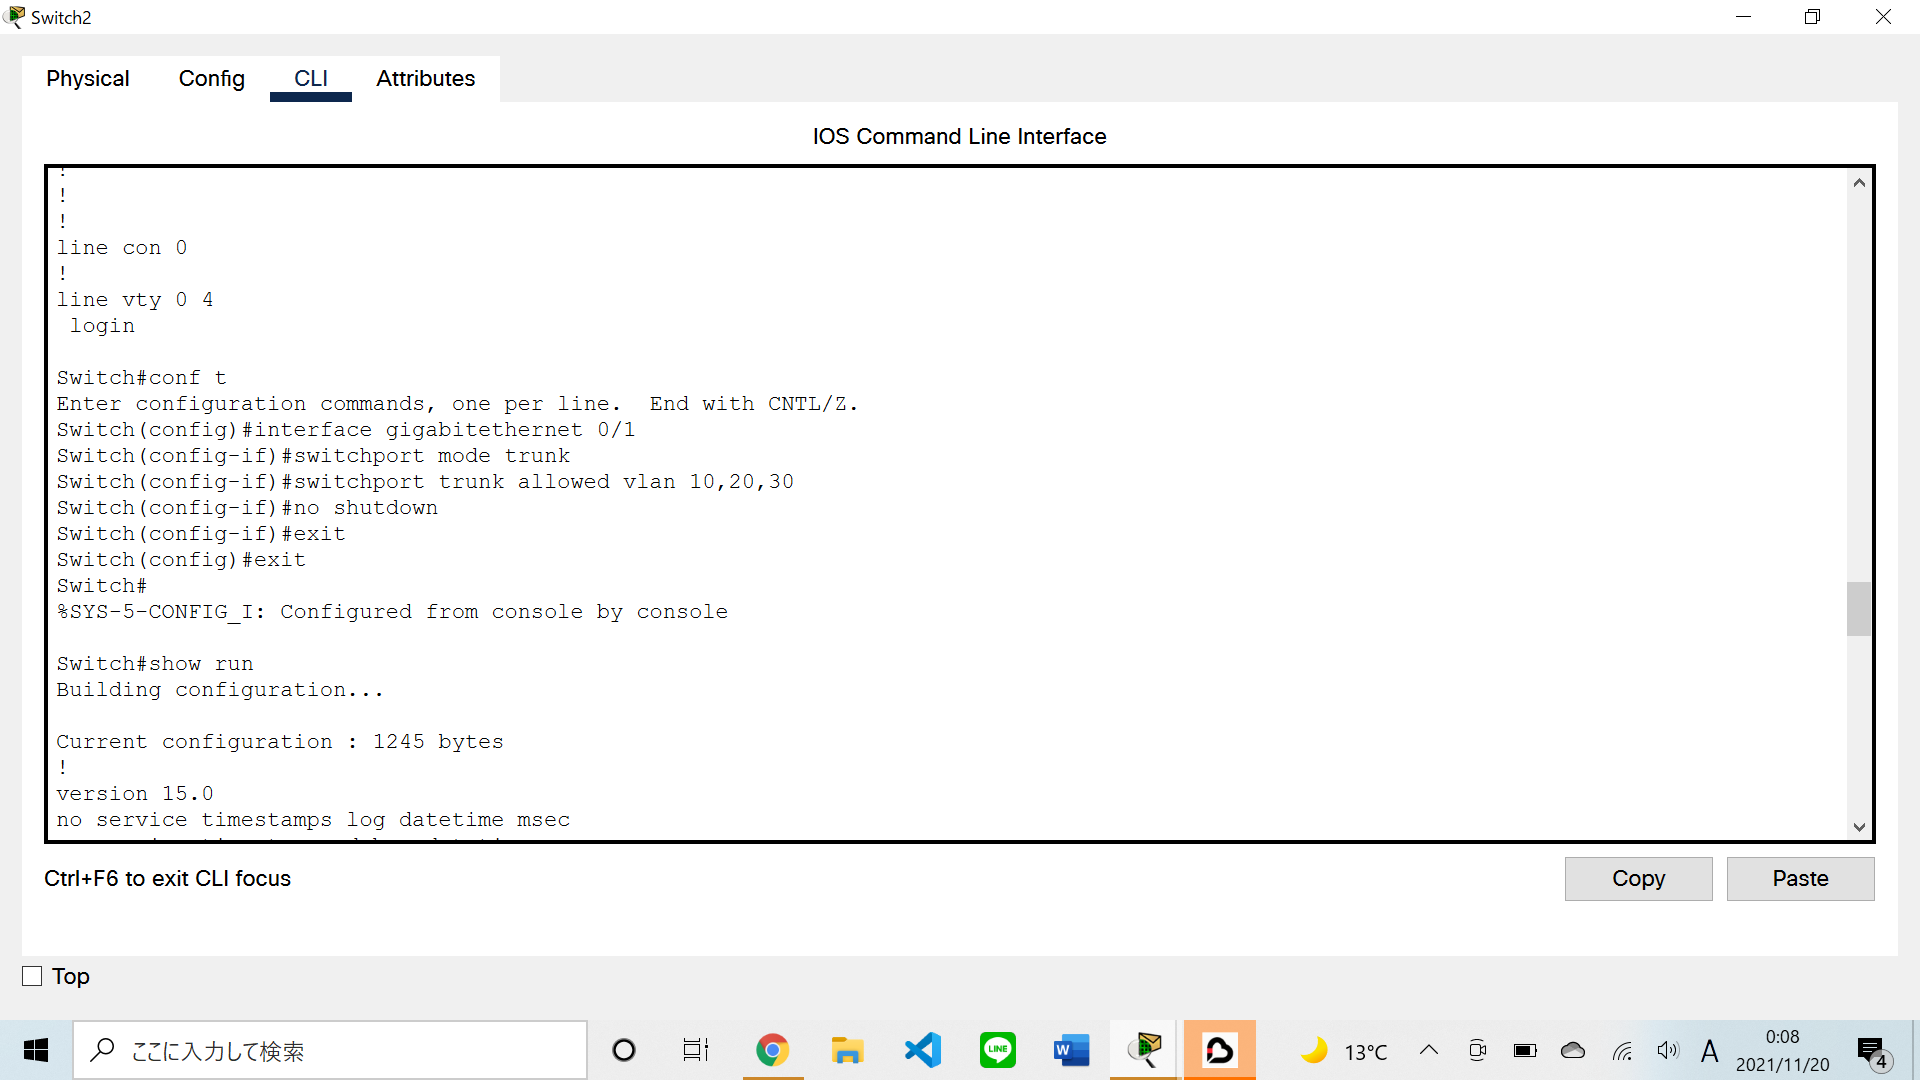 Switch2
Physical Config CLI Attributes
IOS Command Line Interface
!
!
!
line con 0
!
line vty 0 4
 login
Switch#conf t
Enter configuration commands, one per line.  End with CNTL/Z.
Switch(config)#interface gigabitethernet 0/1
Switch(config-if)#switchport mode trunk
Switch(config-if)#switchport trunk allowed vlan 10,20,30
Switch(config-if)#no shutdown
Switch(config-if)#exit
Switch(config)#exit
Switch#
%SYS-5-CONFIG_I: Configured from console by console
Switch#show run
Building configuration...
Current configuration : 1245 bytes
!
version 15.0
no service timestamps log datetime msec
Ctrl+F6 to exit CLI focus
Copy Paste
Top
ここに入力して検索
LINE
W
13°C
A
0:08
2021/11/20
4